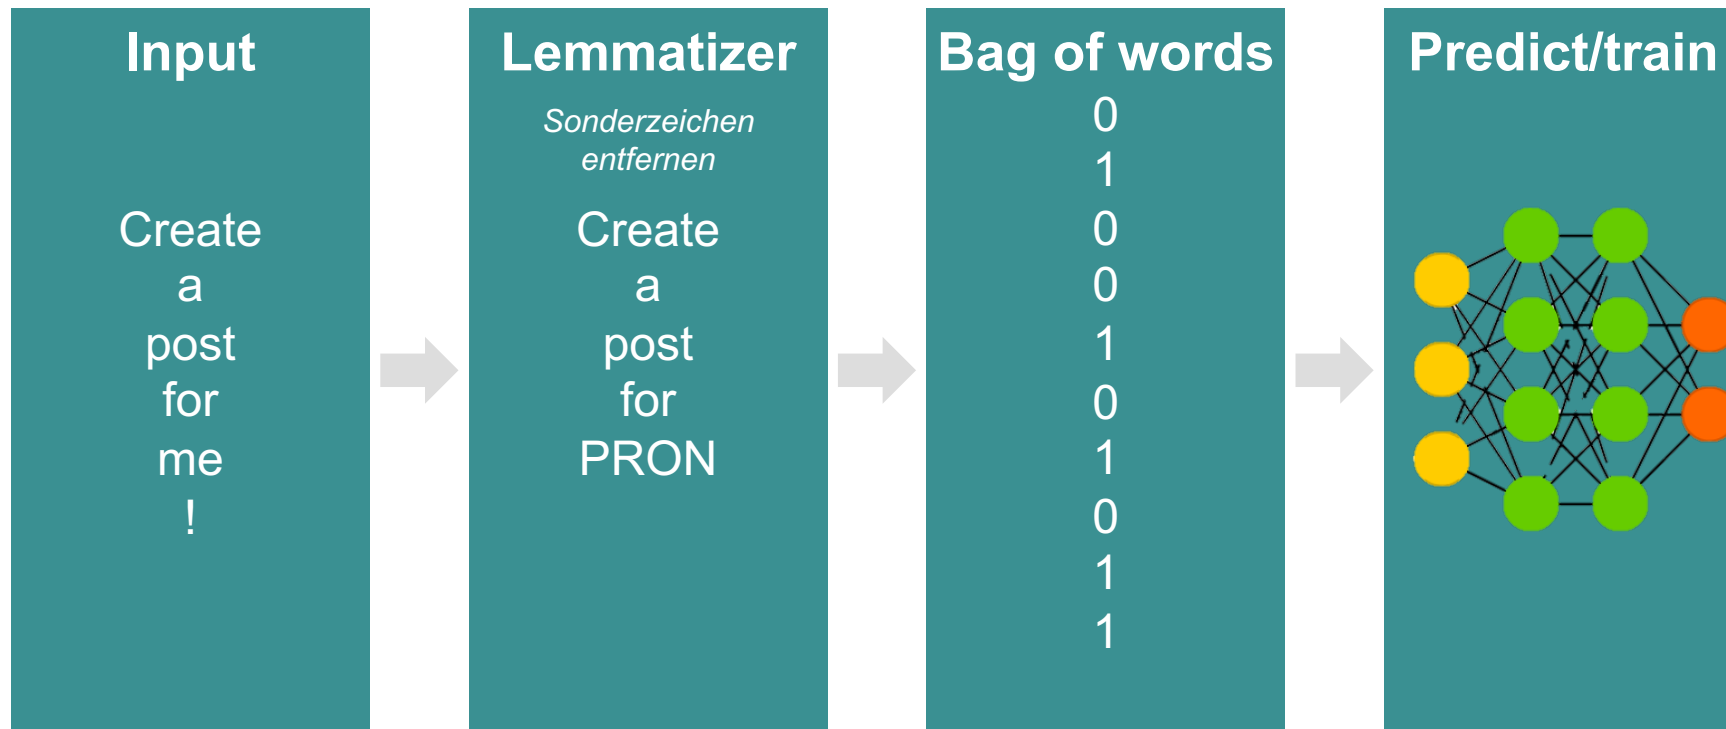 Input
Create
a
post
for
me
!
Lemmatizer
Sonderzeichen
entfernen
Create
a
post
for
PRON
Bag of words
0
1
0
0
1
0
1
0
1
1
Predict/train